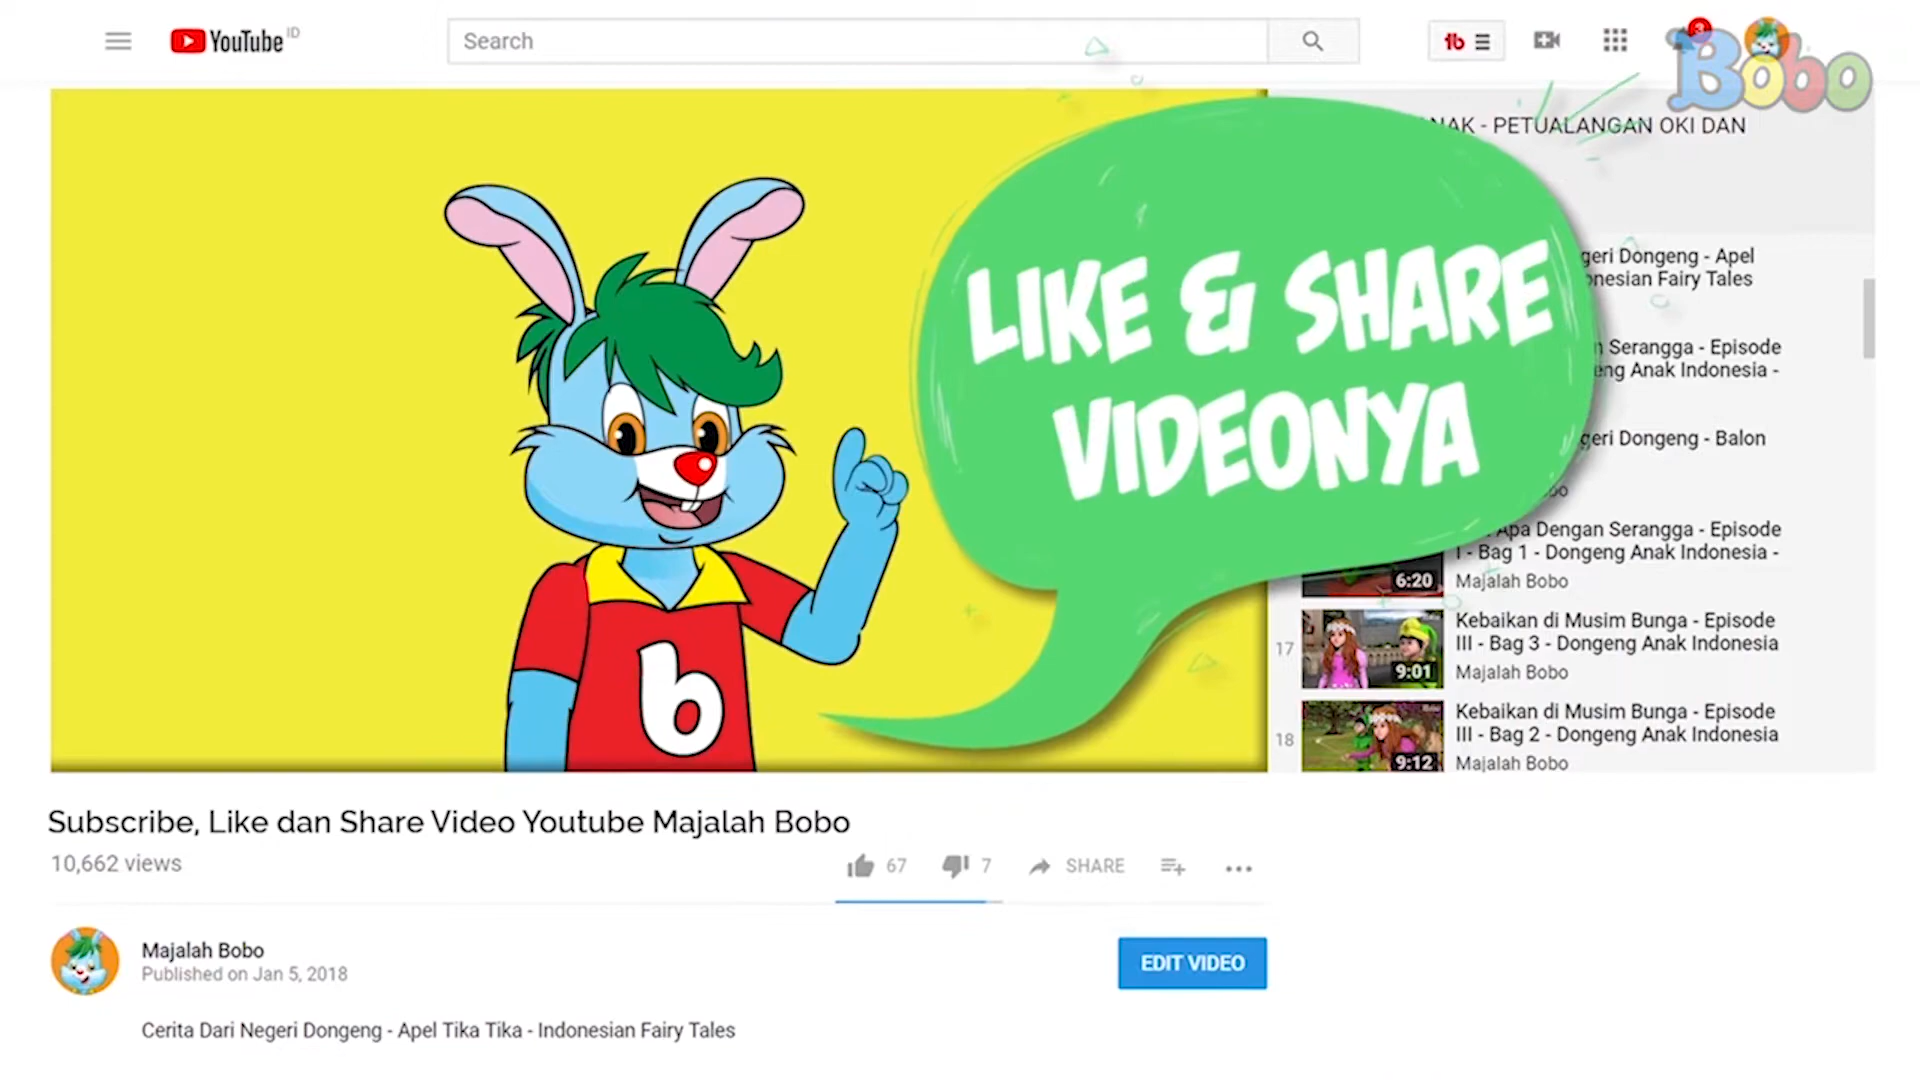 YouTube ID
Search
3
Bobo
NAK - PETUALANGAN OKI DAN
LIKE & SHARE
VIDEONYA
geri Dongeng - Apel
onesian Fairy Tales
n Serangga - Episode
eng Anak Indonesia -
geri Dongeng - Balon
Apa Dengan Serangga - Episode
I - Bag 1 - Dongeng Anak Indonesia -
6:20
Majalah Bobo
17
Kebaikan di Musim Bunga - Episode
III - Bag 3 - Dongeng Anak Indonesia
9:01
Majalah Bobo
18
Kebaikan di Musim Bunga - Episode
III - Bag 2 - Dongeng Anak Indonesia
9:12
Majalah Bobo
b
Subscribe, Like dan Share Video Youtube Majalah Bobo
10,662 views
67
7
SHARE
Majalah Bobo
Published on Jan 5, 2018
EDIT VIDEO
Cerita Dari Negeri Dongeng - Apel Tika Tika - Indonesian Fairy Tales